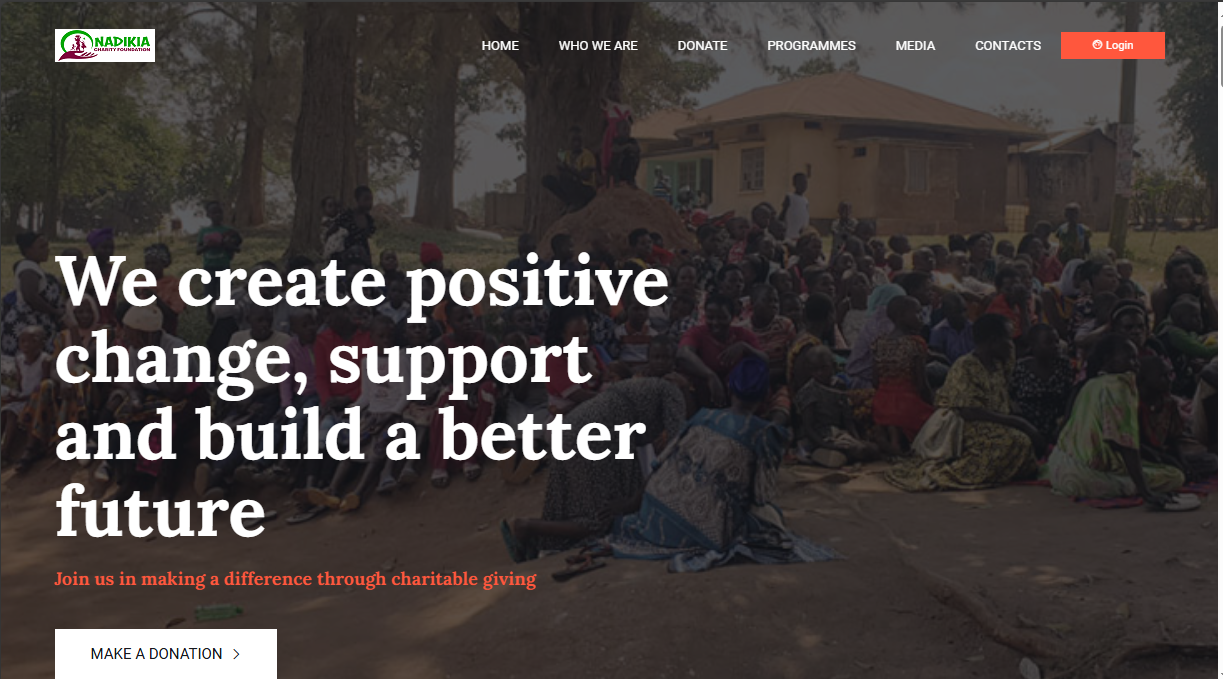 NADIKIA
CHARITY FOUNDATION
HOME
WHO WE ARE
DONATE
PROGRAMMES
MEDIA
CONTACTS
Login
We create positive
change, support
and build a better
future
Join us in making a difference through charitable giving
MAKE A DONATION